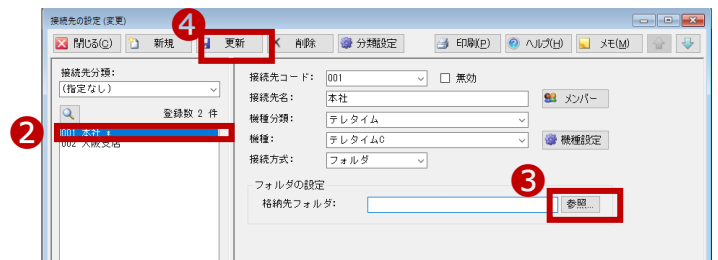 接続先の設定(変更)
4
閉じる(C) 新規 更新 削除 分類設定 印刷(P) ヘルプ(H) メモ(M)
接続先分類:
(指定なし)
登録数 2 件
2
001 本社 *
002 大阪支店
接続先コード: 001 無効
接続先名: 本社 メンバー
機種分類: テレタイム
機種: テレタイムC 機種設定
接続方式: フォルダ
フォルダの設定
3
格納先フォルダ: 参照...